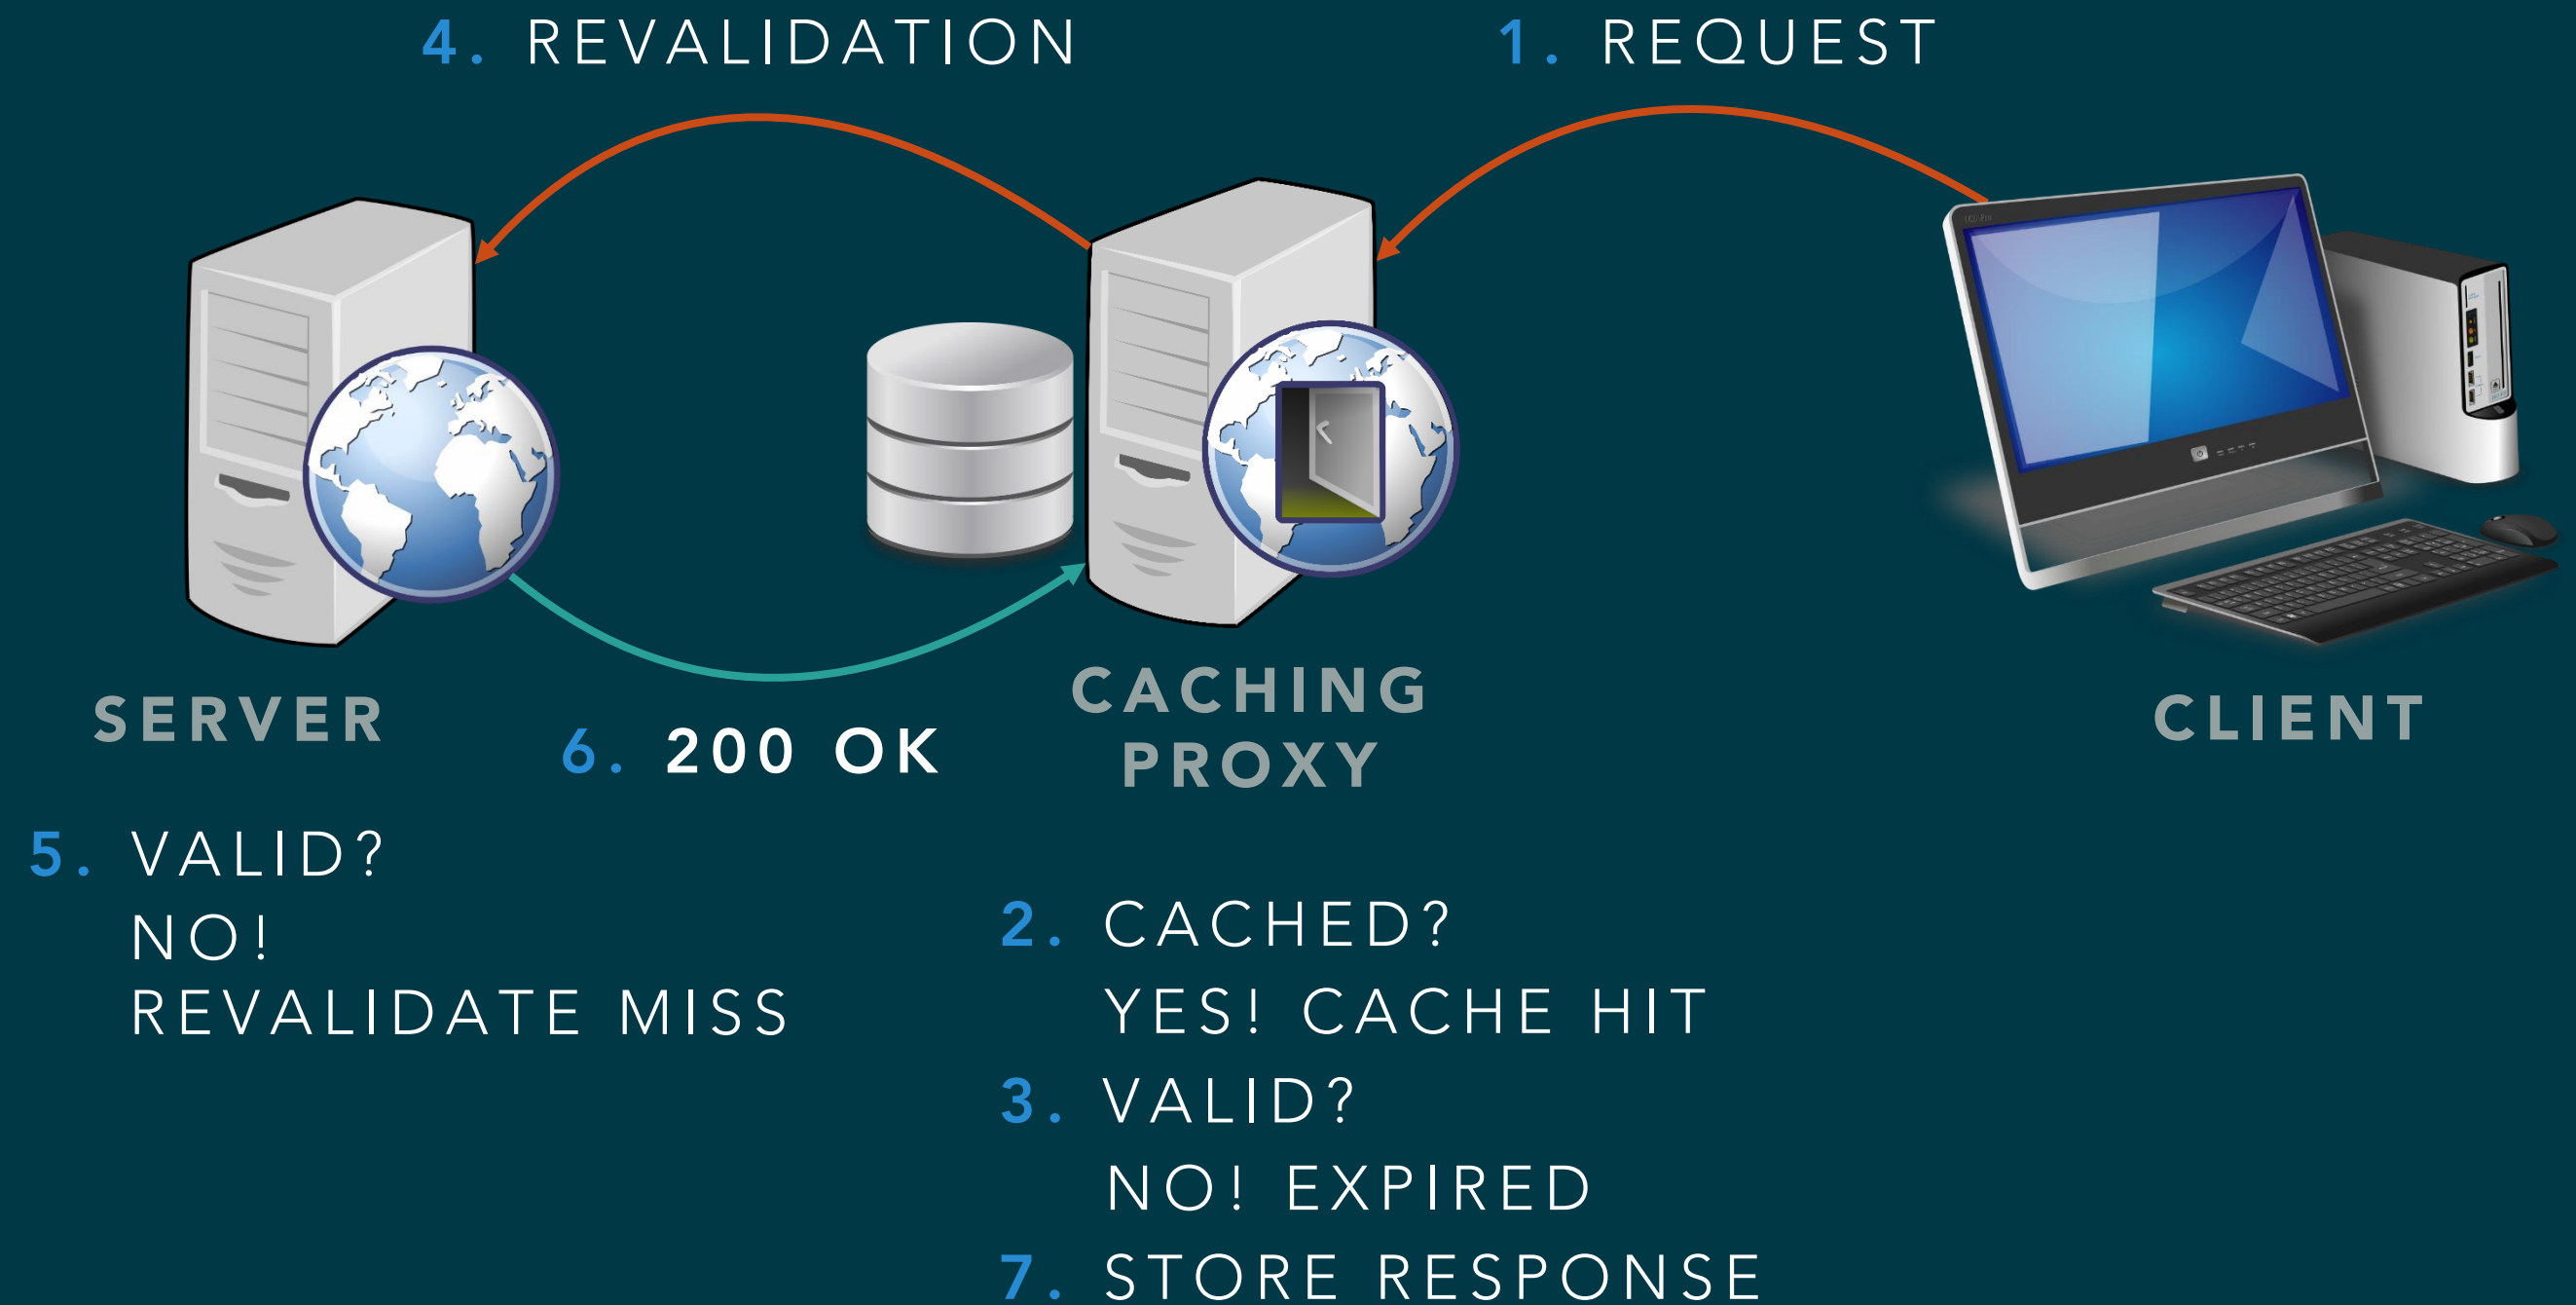 4. REVALIDATION
1. REQUEST
SERVER
CACHING
PROXY
CLIENT
6. 200 OK
5. VALID?
NO!
REVALIDATE MISS
2. CACHED?
YES! CACHE HIT
3. VALID?
NO! EXPIRED
7. STORE RESPONSE